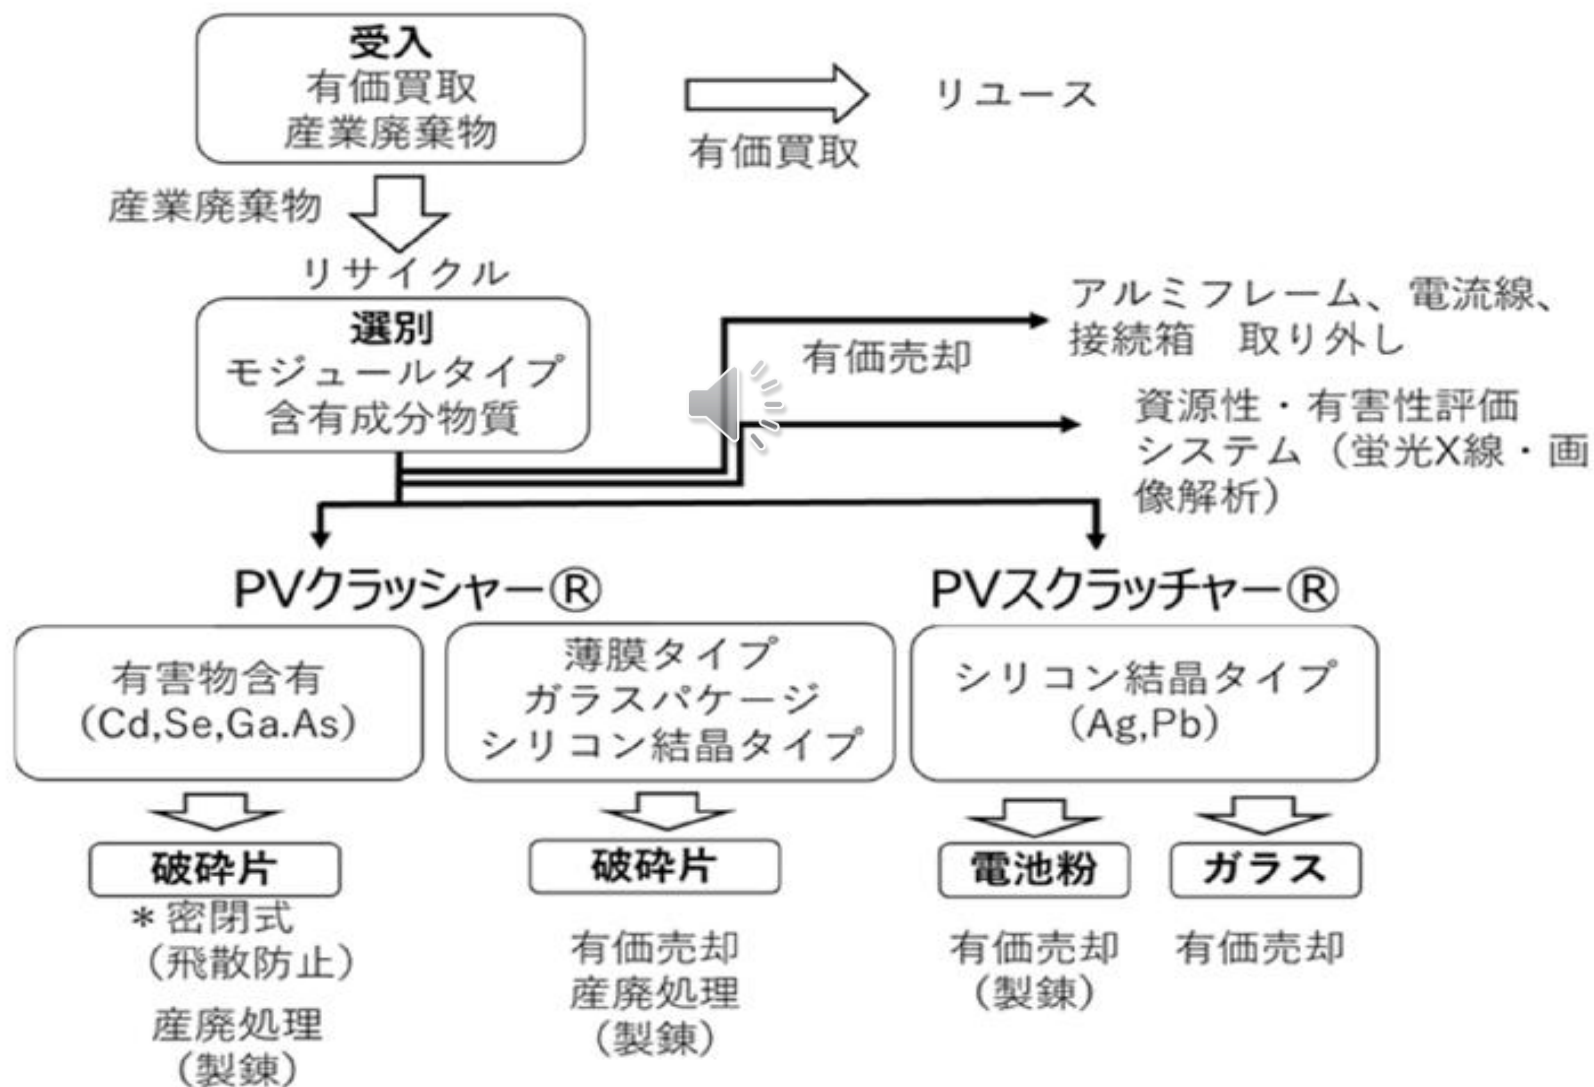 受入
有価買取
産業廃棄物
リユース
有価買取
産業廃棄物
リサイクル
選別
モジュールタイプ
含有成分物質
アルミフレーム、電流線、
接続箱　取り外し
有価売却
資源性・有害性評価
システム（蛍光X線・画
像解析）
PVクラッシャー®
PVスクラッチャー®
有害物含有
(Cd,Se,Ga.As)
薄膜タイプ
ガラスパケージ
シリコン結晶タイプ
シリコン結晶タイプ
(Ag,Pb)
破砕片
＊密閉式
（飛散防止）
産廃処理
（製錬）
破砕片
有価売却
産廃処理
（製錬）
電池粉
有価売却
（製錬）
ガラス
有価売却